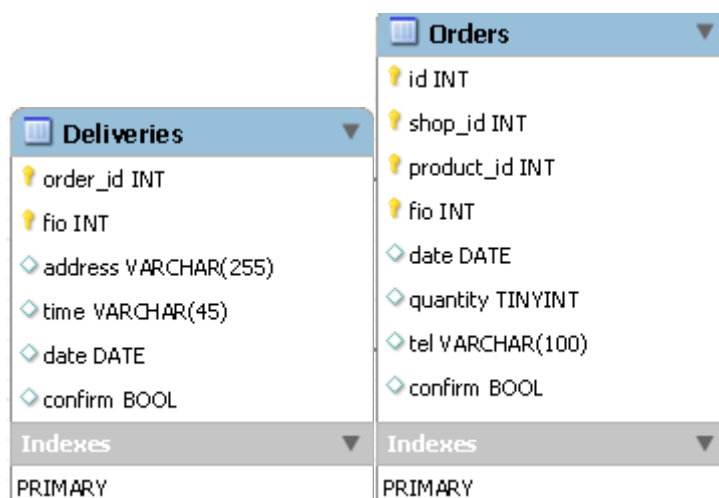 Deliveries
order_id INT
fio INT
address VARCHAR(255)
time VARCHAR(45)
date DATE
confirm BOOL
Indexes
PRIMARY
Orders
id INT
shop_id INT
product_id INT
fio INT
date DATE
quantity TINYINT
tel VARCHAR(100)
confirm BOOL
Indexes
PRIMARY